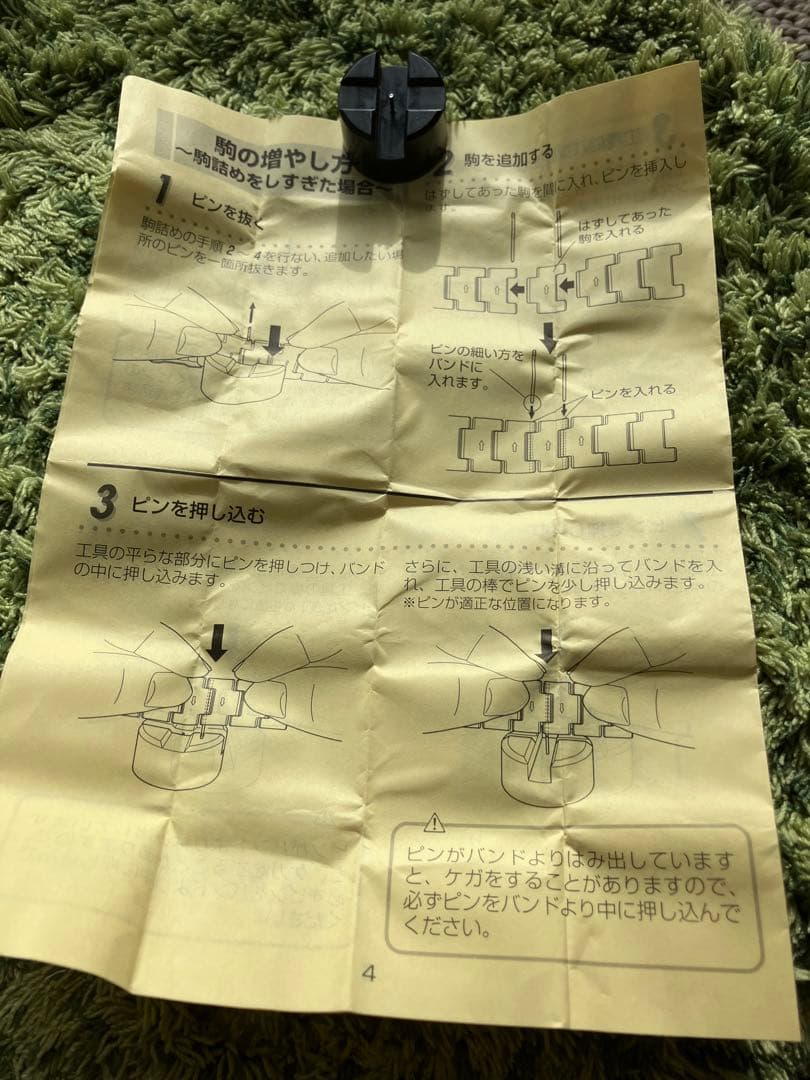 駒の増やし方
～駒詰めをしすぎた場合～
1 ピンを抜く
駒詰めの手順2～4を行ない、追加したい場
所のピンを一箇所抜きます。
2 駒を追加する
はずしてあった駒を間に入れ、ピンを挿入し
ます。
はずしてあった
駒を入れる
ピンの細い方を
バンドに
入れます。
ピンを入れる
3 ピンを押し込む
工具の平らな部分にピンを押しつけ、バンド
の中に押し込みます。
さらに、工具の浅い溝に沿ってバンドを入
れ、工具の棒でピンを少し押し込みます。
※ピンが適正な位置になります。
ピンがバンドよりはみ出していますと、ケガをすることがありますので、
必ずピンをバンドより中に押し込んで
ください。
4